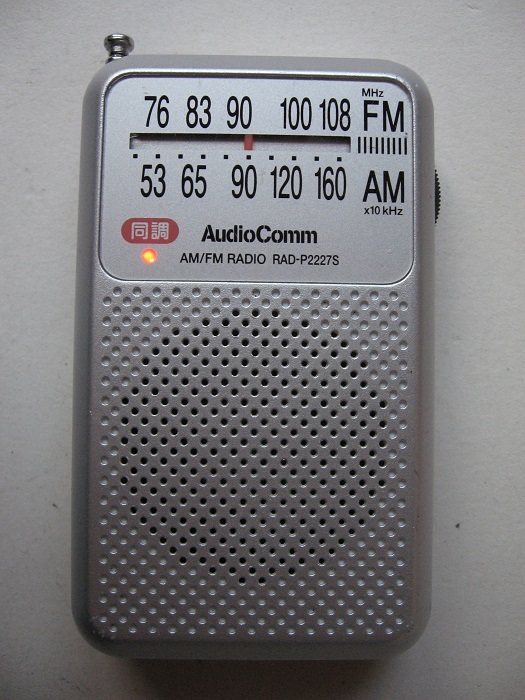 MHz
76 83 90 100 108 FM
53 65 90 120 160 AM
x10 kHz
同調
AudioComm
AM/FM RADIO RAD-P2227S